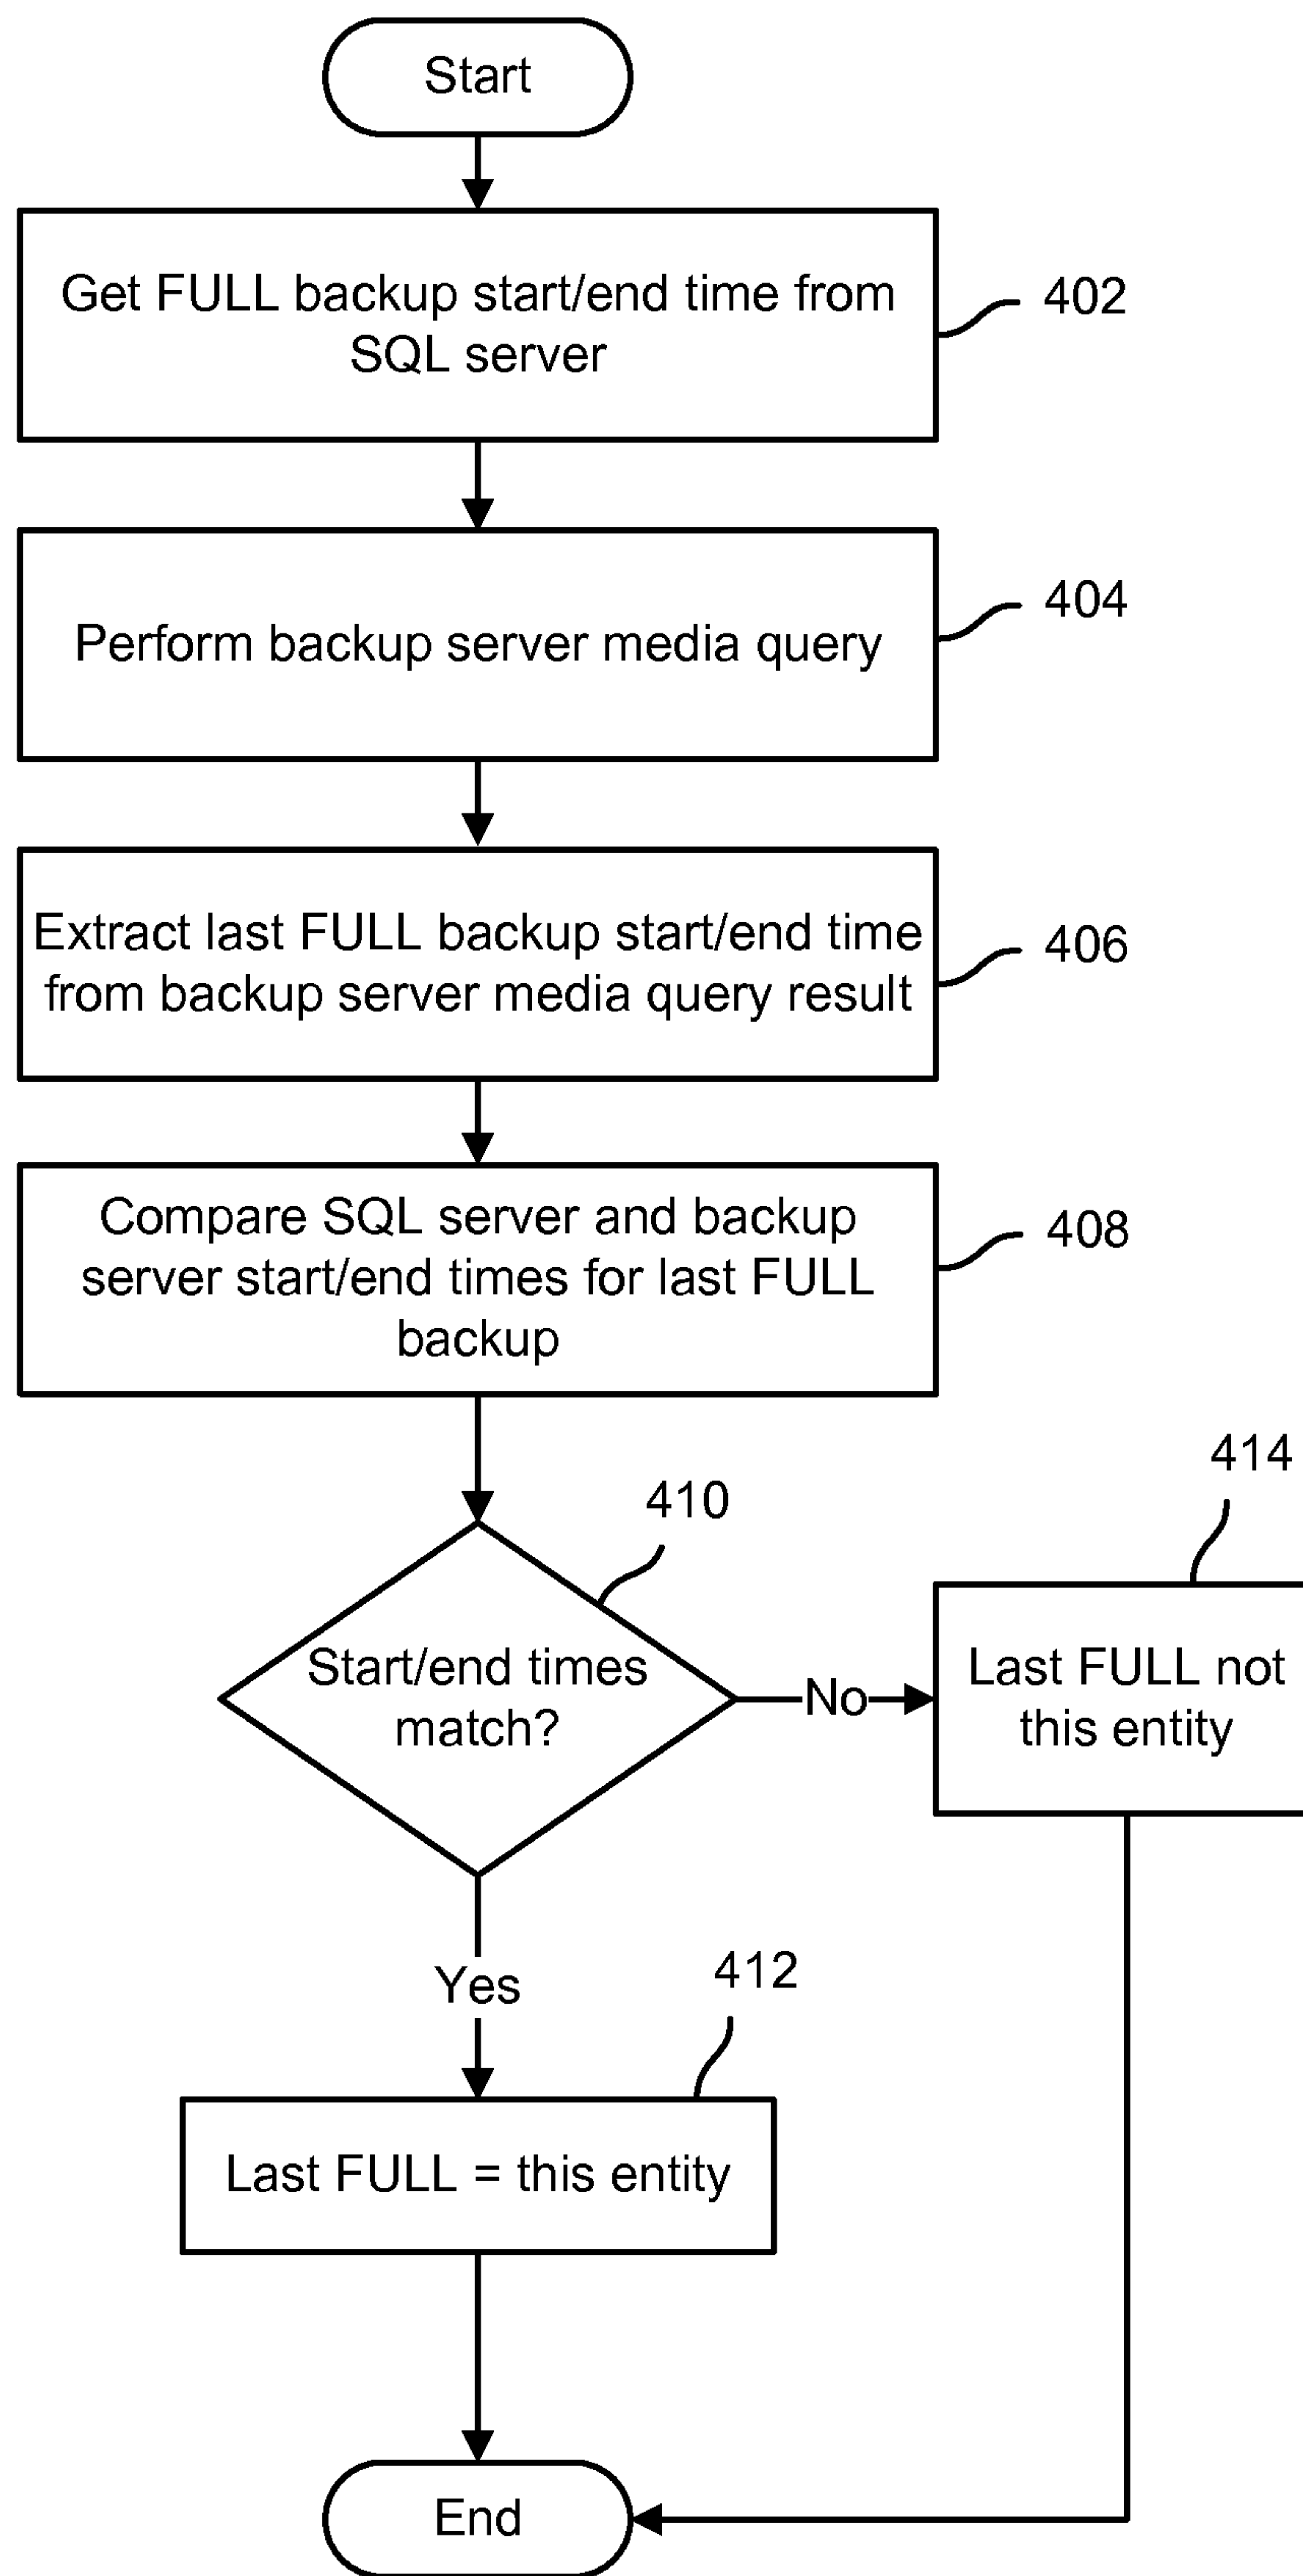 Start
Get FULL backup start/end time from
SQL server
402
Perform backup server media query
404
Extract last FULL backup start/end time
from backup server media query result
406
Compare SQL server and backup
server start/end times for last FULL
backup
408
410
414
Start/end times
match?
No
Last FULL not
this entity
Yes
412
Last FULL = this entity
End